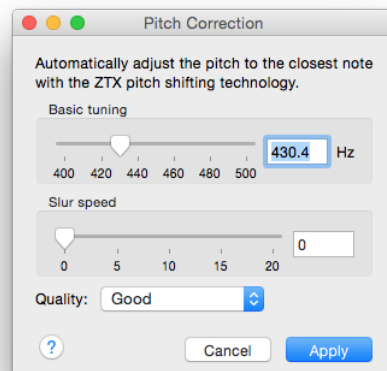 Pitch Correction
Automatically adjust the pitch to the closest note
with the ZTX pitch shifting technology.
Basic tuning
430.4 Hz
400 420 440 460 480 500
Slur speed
0
0 5 10 15 20
Quality: Good
? Cancel Apply